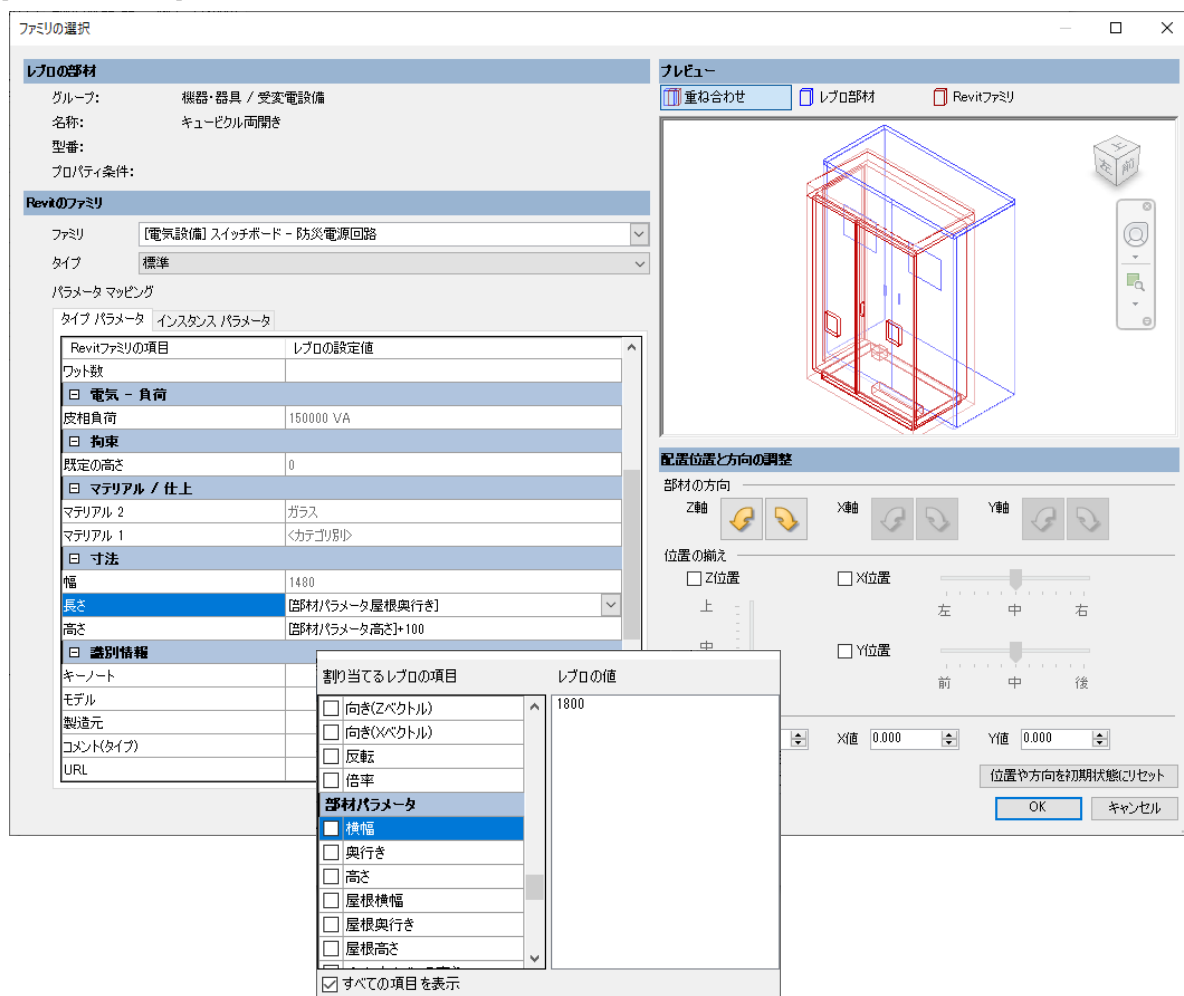 ファミリの選択
レブロの部材
グループ: 機器・器具 / 受変電設備
名称: キュービクル両開き
型番:
プロパティ条件:
Revitのファミリ
ファミリ [電気設備] スイッチボード - 防災電源回路
タイプ 標準
パラメータ マッピング
タイプ パラメータ インスタンス パラメータ
Revitファミリの項目 レブロの設定値
ワット数
電気 - 負荷
皮相負荷 150000 VA
拘束
既定の高さ 0
マテリアル / 仕上
マテリアル 2 ガラス
マテリアル 1 <カテゴリ別>
寸法
幅 1480
長さ [部材パラメータ屋根奥行き]
高さ [部材パラメータ高さ]+100
識別情報
キーノート
モデル
製造元
コメント(タイプ)
URL
割り当てるレブロの項目 レブロの値
向き(Zベクトル) 1800
向き(Xベクトル)
反転
倍率
部材パラメータ
横幅
奥行き
高さ
屋根横幅
屋根奥行き
屋根高さ
すべての項目を表示
プレビュー
重ね合わせ レブロ部材 Revitファミリ
上
左 前
配置位置と方向の調整
部材の方向
Z軸 X軸 Y軸
位置の揃え
Z位置 X位置
上 左 中 右
中 Y位置
前 中 後
X値 0.000 Y値 0.000
位置や方向を初期状態にリセット
OK キャンセル